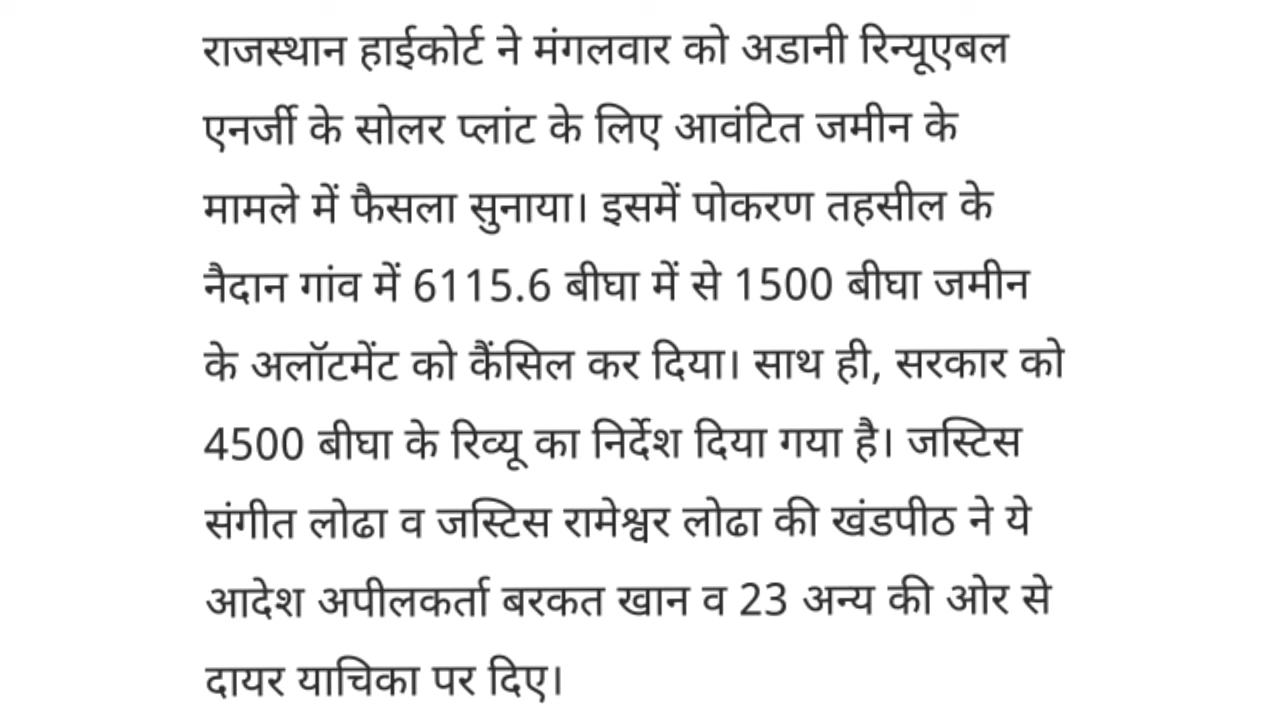 राजस्थान हाईकोर्ट ने मंगलवार को अडानी रिन्यूएबल
एनर्जी के सोलर प्लांट के लिए आवंटित जमीन के
मामले में फैसला सुनाया। इसमें पोकरण तहसील के
नैदान गांव में 6115.6 बीघा में से 1500 बीघा जमीन
के अलॉटमेंट को कैंसिल कर दिया। साथ ही, सरकार को
4500 बीघा के रिव्यू का निर्देश दिया गया है। जस्टिस
संगीत लोढा व जस्टिस रामेश्वर लोढा की खंडपीठ ने ये
आदेश अपीलकर्ता बरकत खान व 23 अन्य की ओर से
दायर याचिका पर दिए।